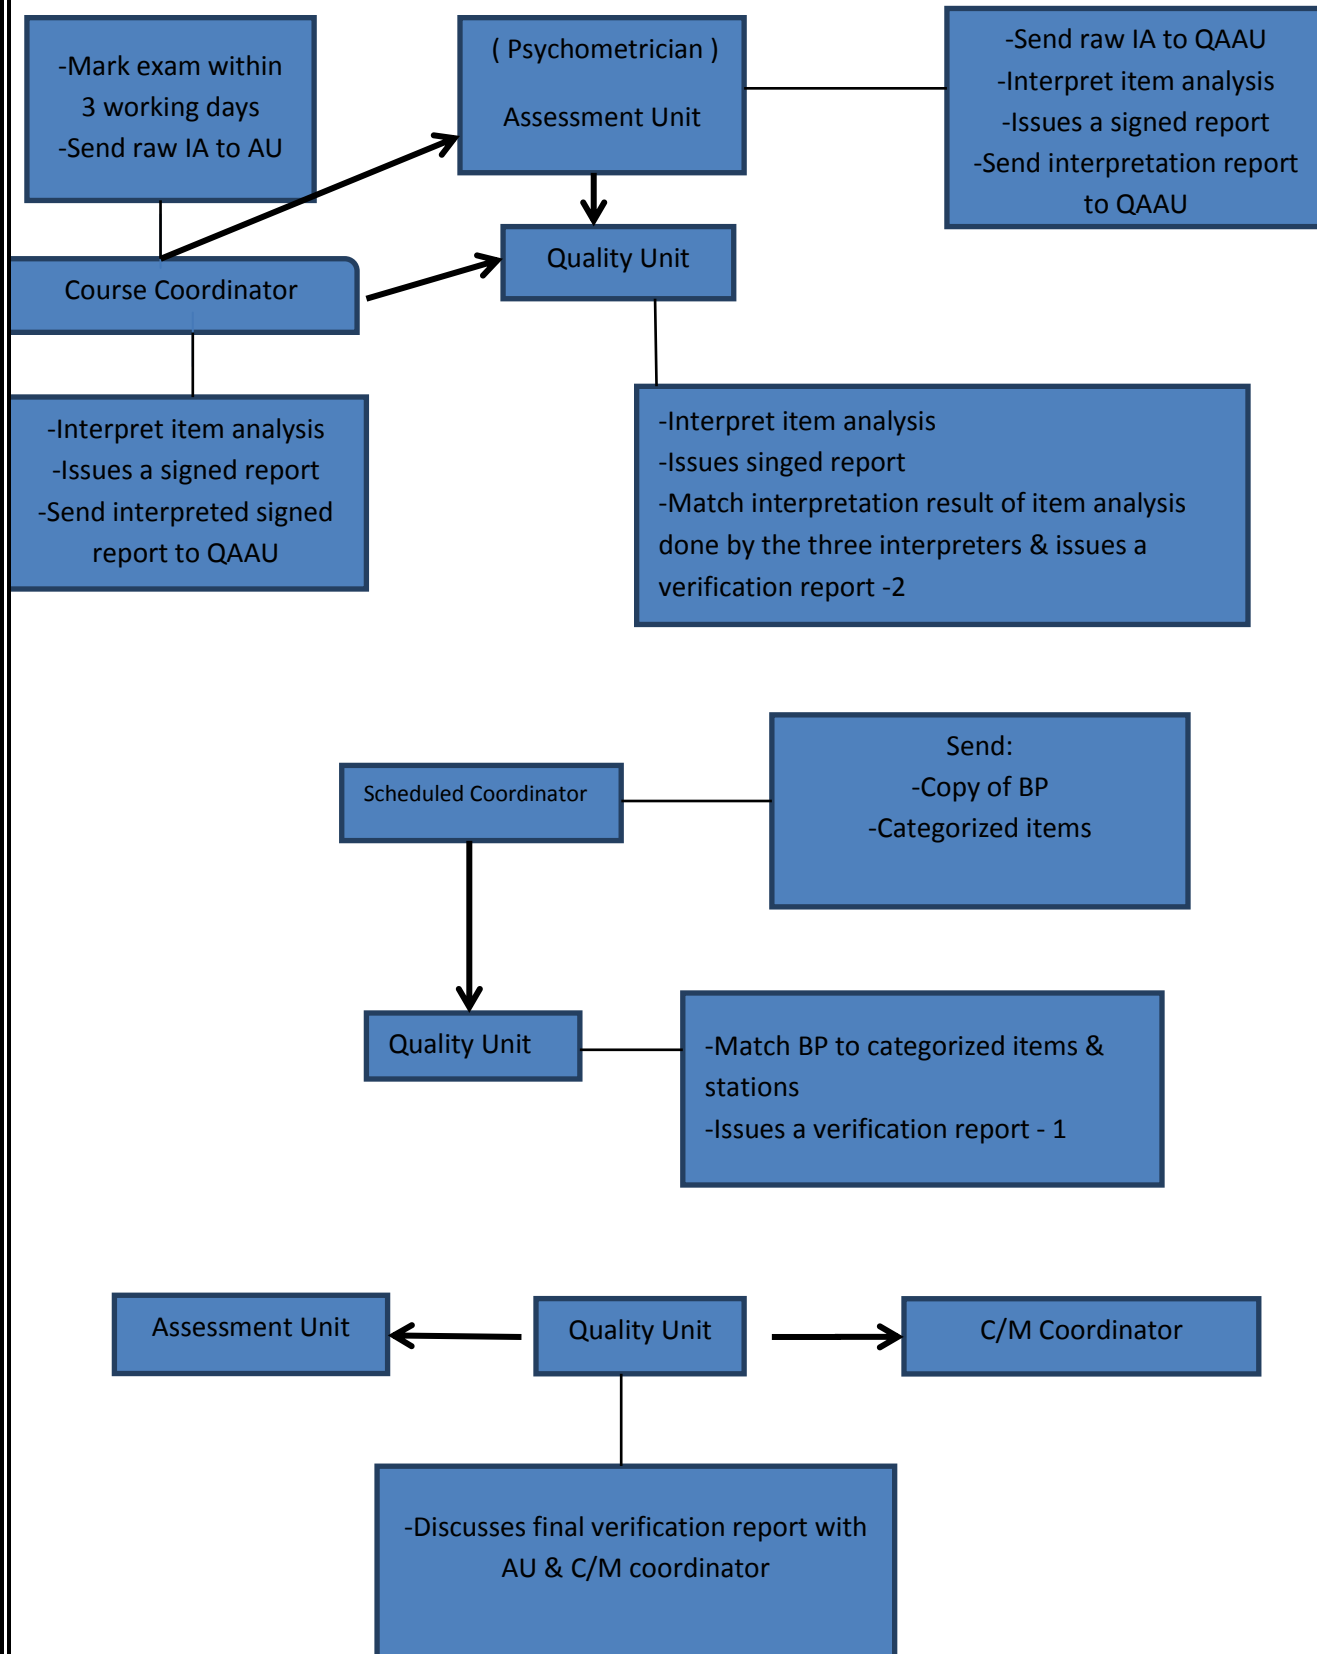 -Mark exam within
3 working days
-Send raw IA to AU
( Psychometrician )
Assessment Unit
-Send raw IA to QAAU
-Interpret item analysis
-Issues a signed report
-Send interpretation report
to QAAU
Course Coordinator
Quality Unit
-Interpret item analysis
-Issues a signed report
-Send interpreted signed
report to QAAU
-Interpret item analysis
-Issues singed report
-Match interpretation result of item analysis
done by the three interpreters & issues a
verification report -2
Scheduled Coordinator
Send:
-Copy of BP
-Categorized items
Quality Unit
-Match BP to categorized items &
stations
-Issues a verification report - 1
Assessment Unit
Quality Unit
C/M Coordinator
-Discusses final verification report with
AU & C/M coordinator